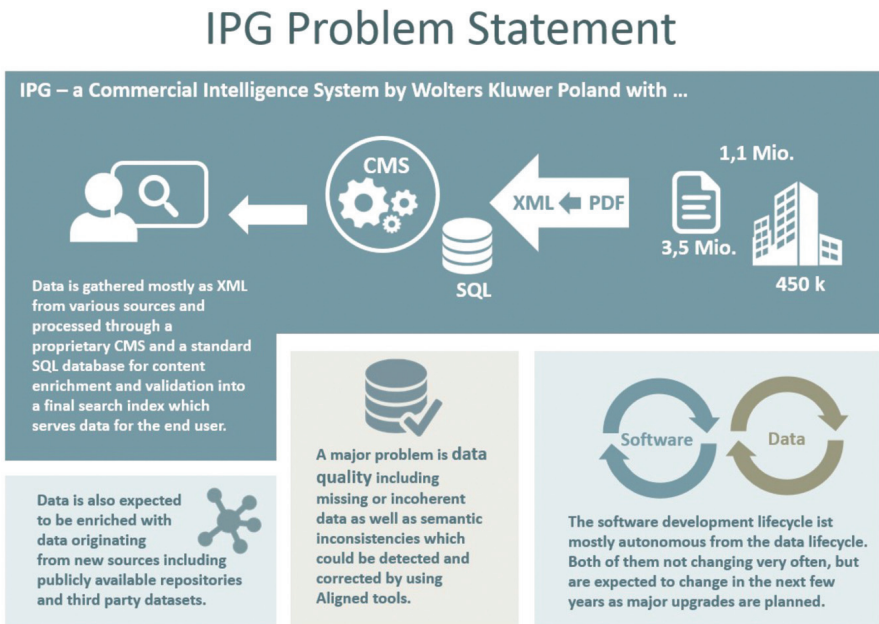 IPG Problem Statement
IPG – a Commercial Intelligence System by Wolters Kluwer Poland with ...
CMS
SQL
XML
PDF
1,1 Mio.
3,5 Mio.
450 k
Data is gathered mostly as XML
from various sources and
processed through a
proprietary CMS and a standard
SQL database for content
enrichment and validation into
a final search index which
serves data for the end user.
Data is also expected
to be enriched with
data originating
from new sources including
publicly available repositories
and third party datasets.
A major problem is data
quality including
missing or incoherent
data as well as semantic
inconsistencies which
could be detected and
corrected by using
Aligned tools.
Software
Data
The software development lifecycle ist
mostly autonomous from the data lifecycle.
Both of them not changing very often, but
are expected to change in the next few
years as major upgrades are planned.